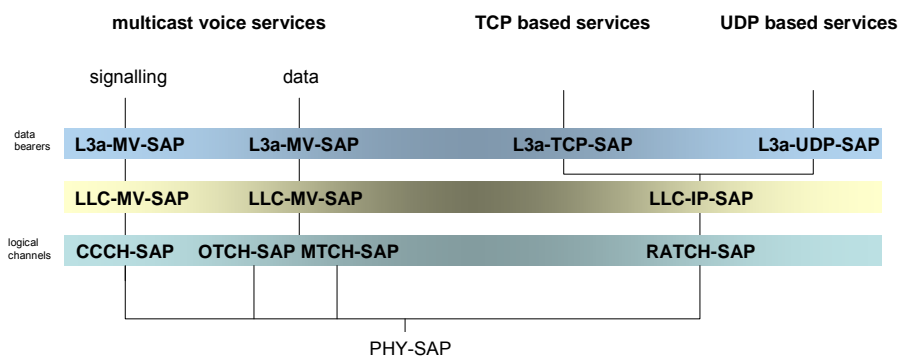 multicast voice services TCP based services UDP based services
signalling data
data
bearers
L3a-MV-SAP L3a-MV-SAP L3a-TCP-SAP L3a-UDP-SAP
LLC-MV-SAP LLC-MV-SAP LLC-IP-SAP
logical
channels
CCCH-SAP OTCH-SAP MTCH-SAP RATCH-SAP
PHY-SAP